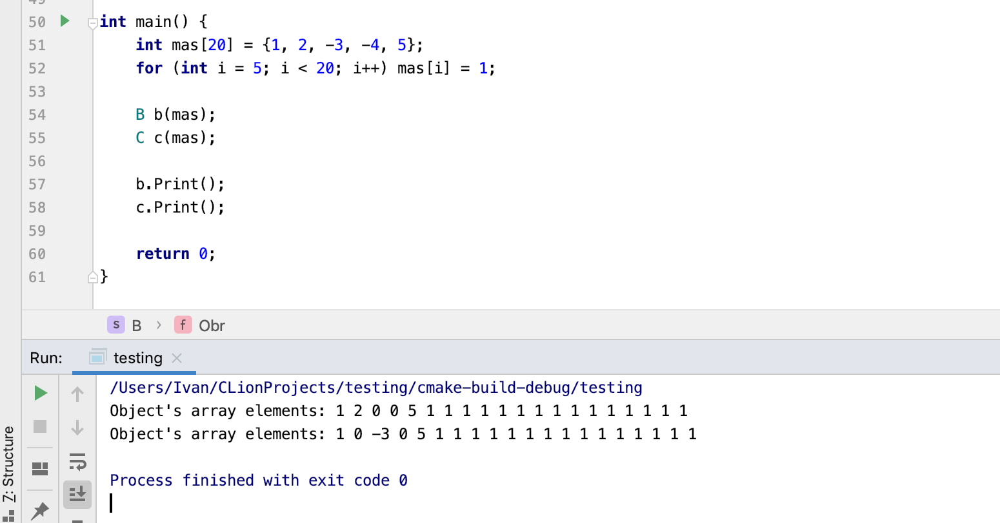 49
50 int main() {
51 int mas[20] = {1, 2, -3, -4, 5};
52 for (int i = 5; i < 20; i++) mas[i] = 1;
53
54 B b(mas);
55 C c(mas);
56
57 b.Print();
58 c.Print();
59
60 return 0;
61 }
S B › f Obr
Run: testing
/Users/Ivan/CLionProjects/testing/cmake-build-debug/testing
Object's array elements: 1 2 0 0 5 1 1 1 1 1 1 1 1 1 1 1 1 1 1 1
Object's array elements: 1 0 -3 0 5 1 1 1 1 1 1 1 1 1 1 1 1 1 1 1
Process finished with exit code 0
7: Structure